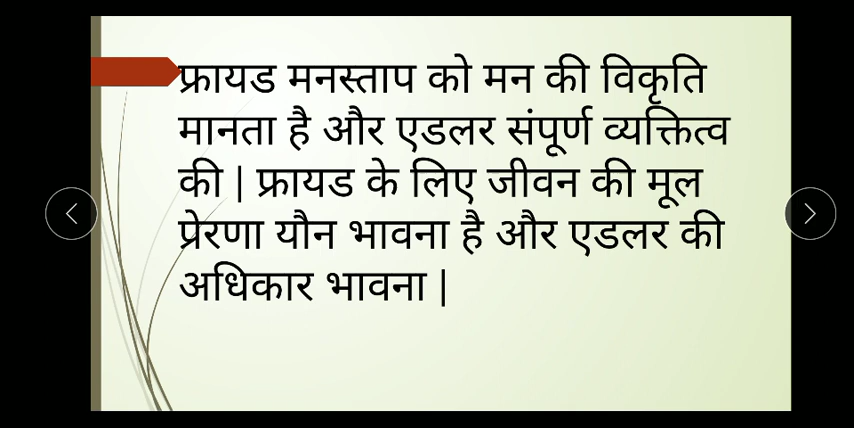 फ्रायड मनस्ताप को मन की विकृति
मानता है और एडलर संपूर्ण व्यक्तित्व
की | फ्रायड के लिए जीवन की मूल
प्रेरणा यौन भावना है और एडलर की
अधिकार भावना |